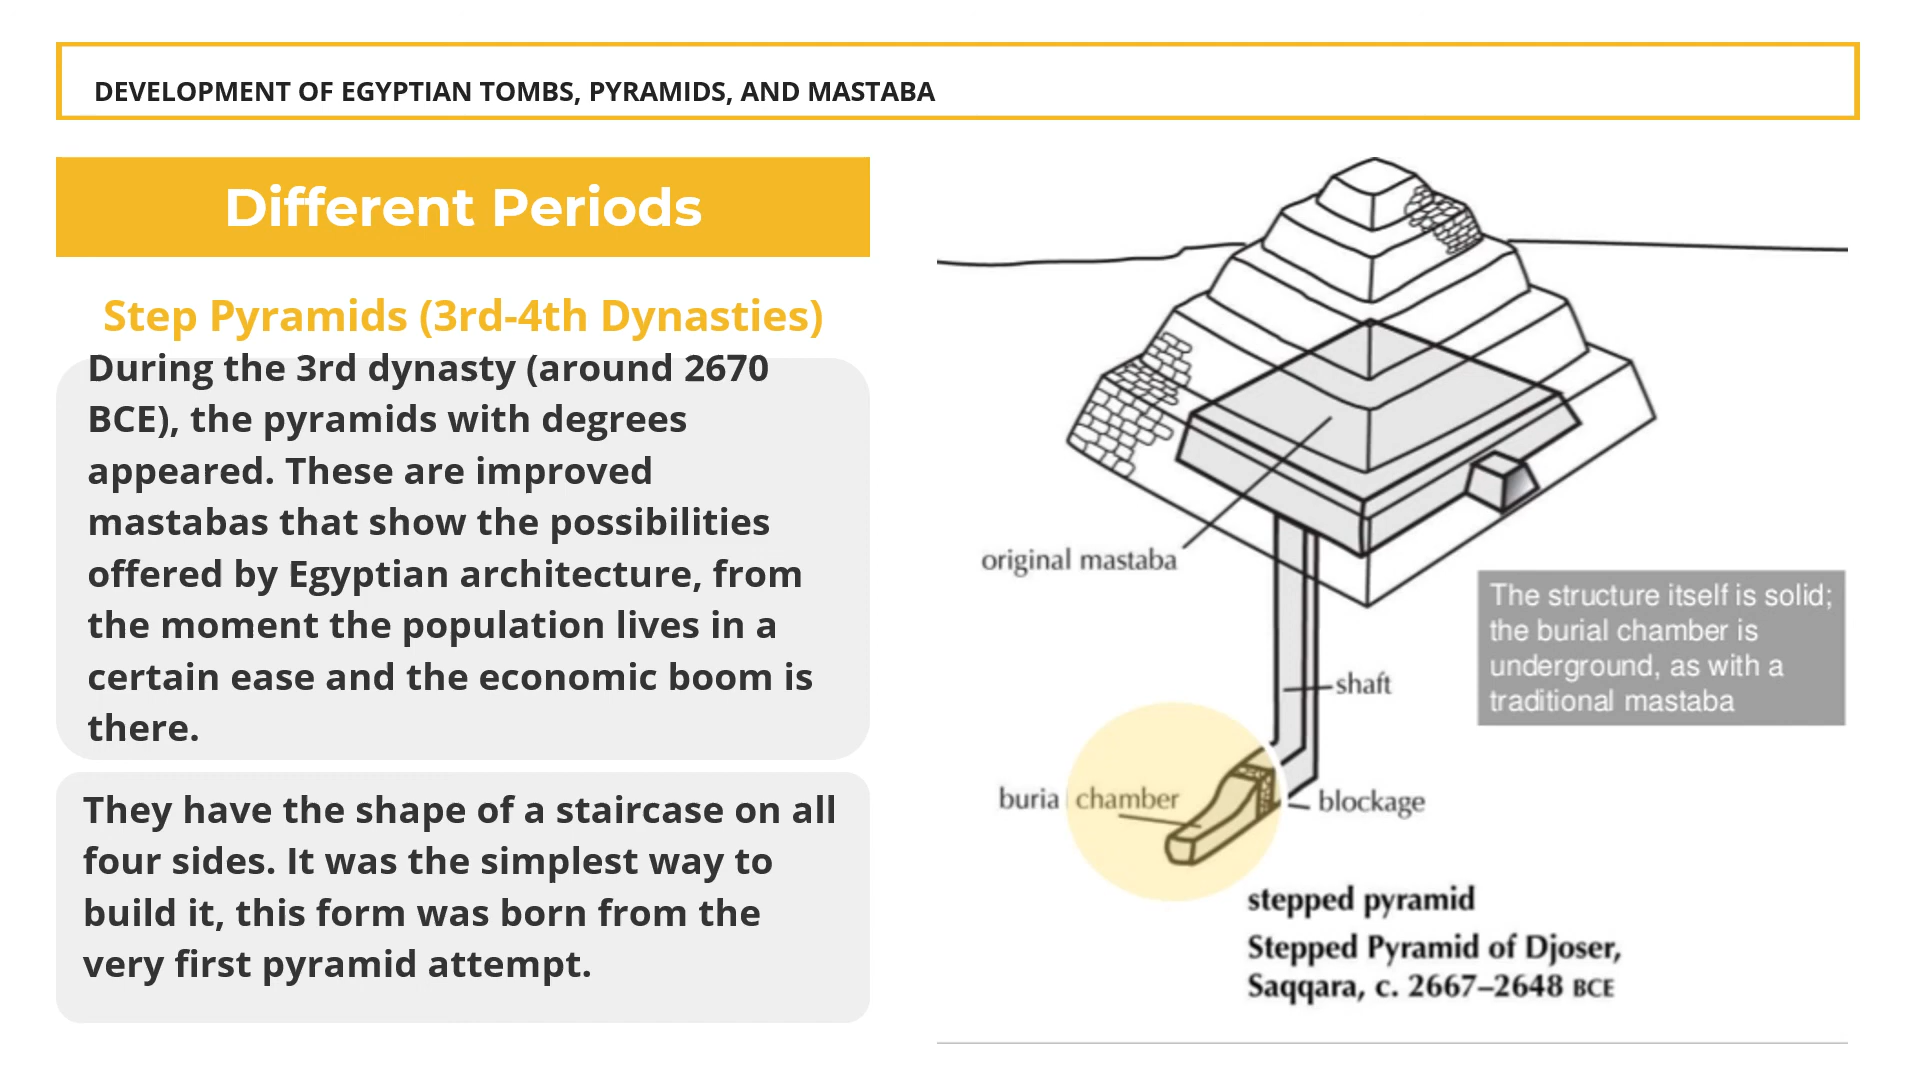 DEVELOPMENT OF EGYPTIAN TOMBS, PYRAMIDS, AND MASTABA
Different Periods
Step Pyramids (3rd-4th Dynasties)
During the 3rd dynasty (around 2670
BCE), the pyramids with degrees
appeared. These are improved
mastabas that show the possibilities
offered by Egyptian architecture, from
the moment the population lives in a
certain ease and the economic boom is
there.
They have the shape of a staircase on all
four sides. It was the simplest way to
build it, this form was born from the
very first pyramid attempt.
original mastaba
The structure itself is solid;
the burial chamber is
underground, as with a
traditional mastaba
shaft
buria chamber
blockage
stepped pyramid
Stepped Pyramid of Djoser,
Saqqara, c. 2667–2648 BCE